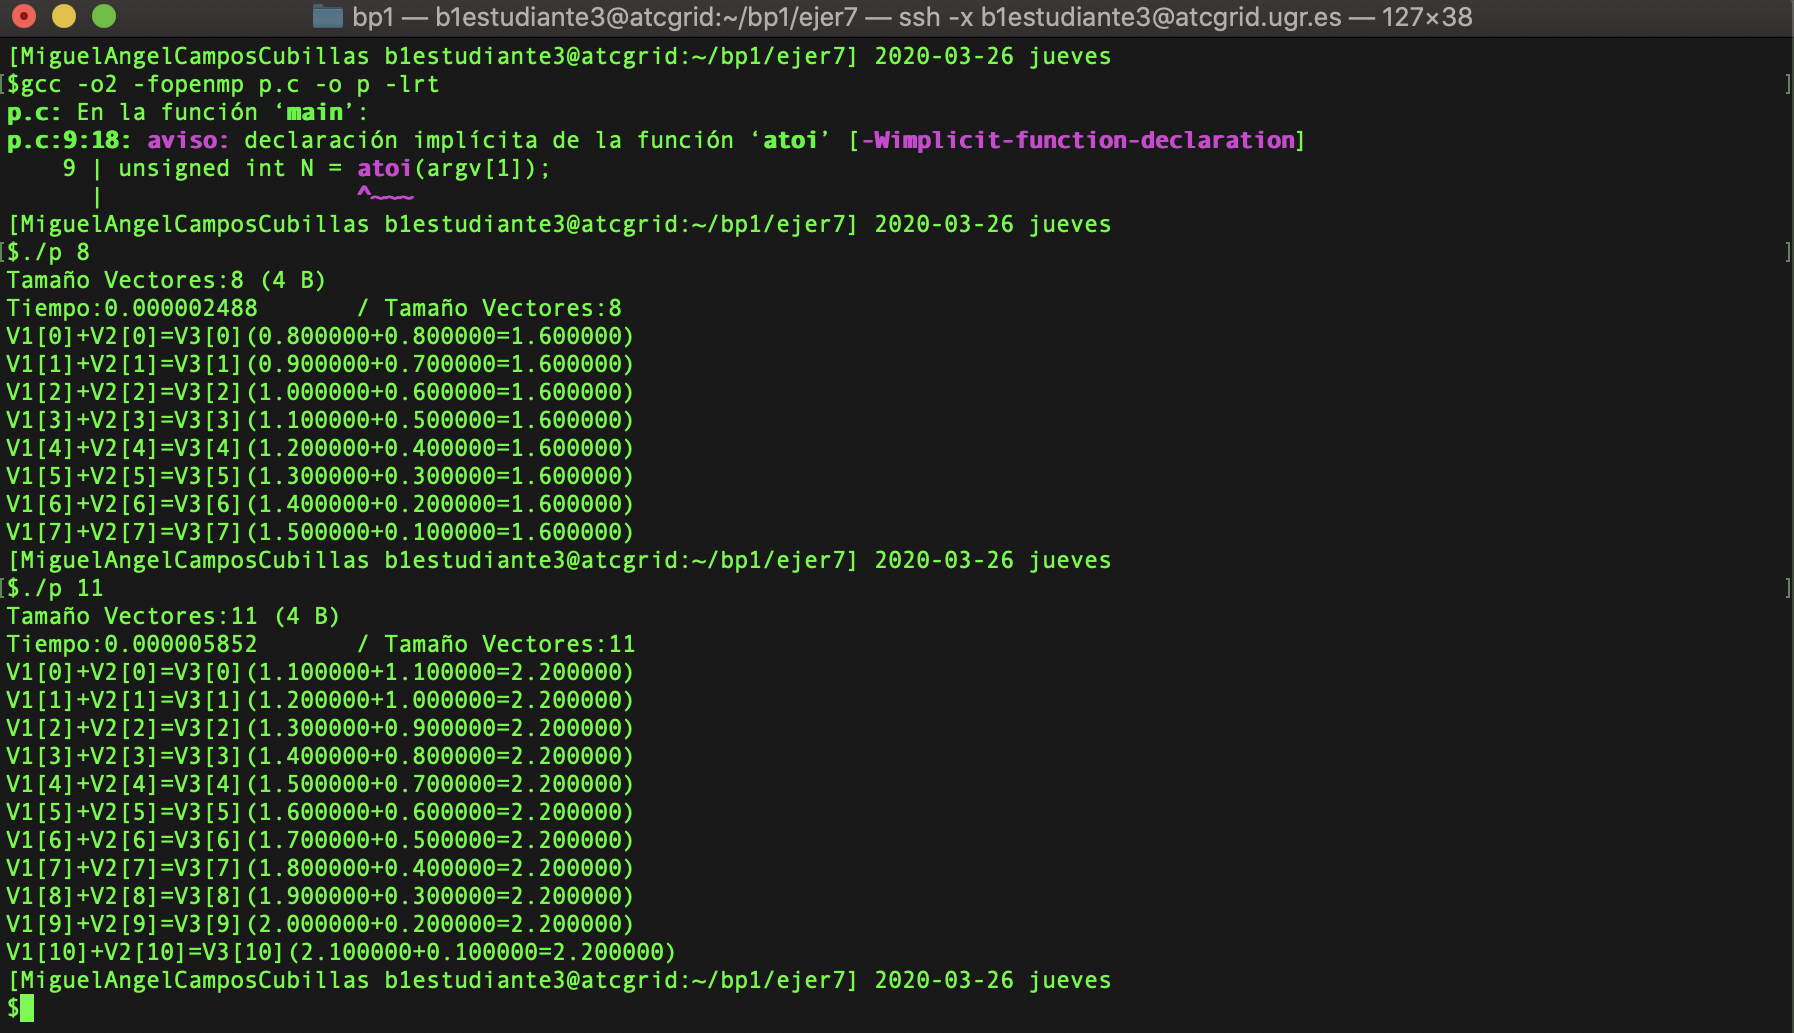 bp1 — b1estudiante3@atcgrid:~/bp1/ejer7 — ssh -x b1estudiante3@atcgrid.ugr.es — 127×38
[MiguelAngelCamposCubillas b1estudiante3@atcgrid:~/bp1/ejer7] 2020-03-26 jueves
[$gcc -o2 -fopenmp p.c -o p -lrt ]
p.c: En la función ‘main’:
p.c:9:18: aviso: declaración implícita de la función ‘atoi’ [-Wimplicit-function-declaration]
    9 | unsigned int N = atoi(argv[1]);
      |                  ^~~~
[MiguelAngelCamposCubillas b1estudiante3@atcgrid:~/bp1/ejer7] 2020-03-26 jueves
[$./p 8 ]
Tamaño Vectores:8 (4 B)
Tiempo:0.000002488       / Tamaño Vectores:8
V1[0]+V2[0]=V3[0](0.800000+0.800000=1.600000)
V1[1]+V2[1]=V3[1](0.900000+0.700000=1.600000)
V1[2]+V2[2]=V3[2](1.000000+0.600000=1.600000)
V1[3]+V2[3]=V3[3](1.100000+0.500000=1.600000)
V1[4]+V2[4]=V3[4](1.200000+0.400000=1.600000)
V1[5]+V2[5]=V3[5](1.300000+0.300000=1.600000)
V1[6]+V2[6]=V3[6](1.400000+0.200000=1.600000)
V1[7]+V2[7]=V3[7](1.500000+0.100000=1.600000)
[MiguelAngelCamposCubillas b1estudiante3@atcgrid:~/bp1/ejer7] 2020-03-26 jueves
[$./p 11 ]
Tamaño Vectores:11 (4 B)
Tiempo:0.000005852       / Tamaño Vectores:11
V1[0]+V2[0]=V3[0](1.100000+1.100000=2.200000)
V1[1]+V2[1]=V3[1](1.200000+1.000000=2.200000)
V1[2]+V2[2]=V3[2](1.300000+0.900000=2.200000)
V1[3]+V2[3]=V3[3](1.400000+0.800000=2.200000)
V1[4]+V2[4]=V3[4](1.500000+0.700000=2.200000)
V1[5]+V2[5]=V3[5](1.600000+0.600000=2.200000)
V1[6]+V2[6]=V3[6](1.700000+0.500000=2.200000)
V1[7]+V2[7]=V3[7](1.800000+0.400000=2.200000)
V1[8]+V2[8]=V3[8](1.900000+0.300000=2.200000)
V1[9]+V2[9]=V3[9](2.000000+0.200000=2.200000)
V1[10]+V2[10]=V3[10](2.100000+0.100000=2.200000)
[MiguelAngelCamposCubillas b1estudiante3@atcgrid:~/bp1/ejer7] 2020-03-26 jueves
$